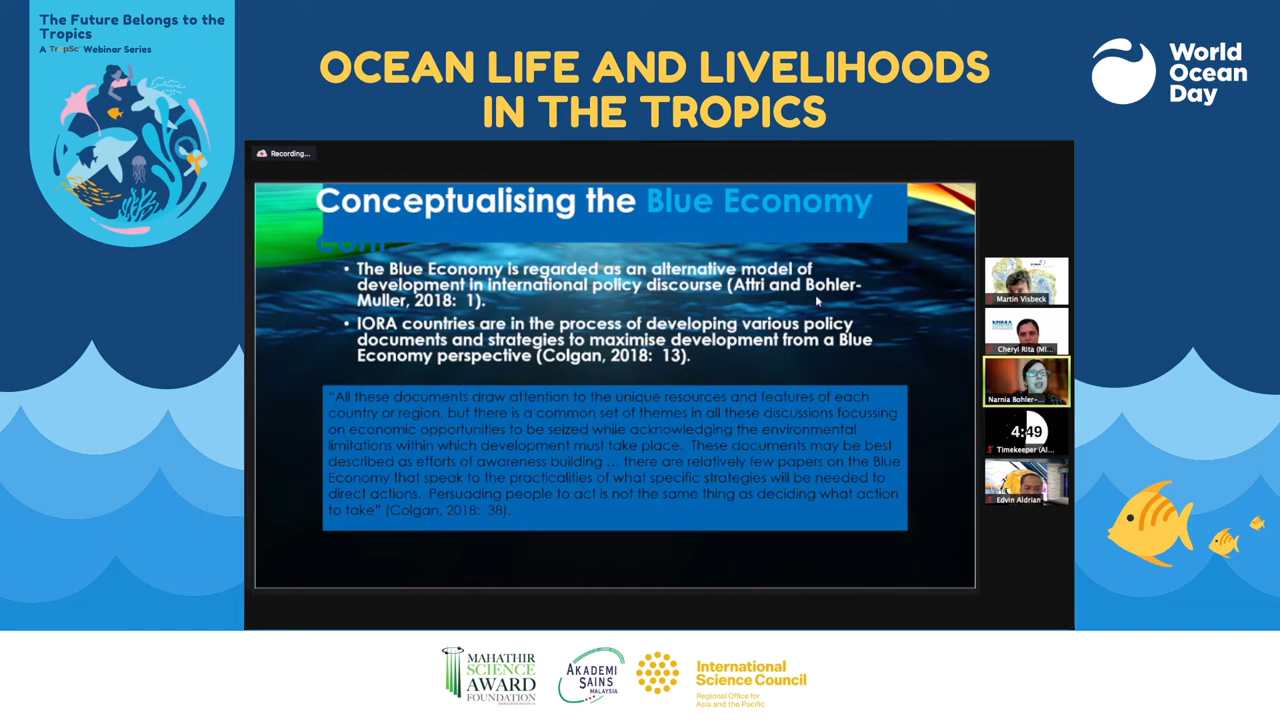 The Future Belongs to the
Tropics
A TropSc Webinar Series
OCEAN LIFE AND LIVELIHOODS
IN THE TROPICS
World
Ocean
Day
Recording...
Conceptualising the Blue Economy
• The Blue Economy is regarded as an alternative model of
development in international policy discourse (Attri and Bohler-
Muller, 2018: 1).
• IORA countries are in the process of developing various policy
documents and strategies to maximise development from a Blue
Economy perspective (Colgan, 2018: 13).
"All these documents draw attention to the unique resources and features of each
country or region, but there is a common set of themes in all these discussions focussing
on economic opportunities to be seized while acknowledging the environmental
limitations within which development must take place. These documents may be best
described as efforts of awareness building ... there are relatively few papers on the Blue
Economy that speak to the practicalities of what specific strategies will be needed to
direct actions. Persuading people to act is not the same thing as deciding what action
to take" (Colgan, 2018: 38).
Martin Visbeck
Cheryl Rita (MI...
Narnia Bohler-...
4:49
Timekeeper (Al...
Edvin Aldrian
MAHATHIR
SCIENCE
AWARD
FOUNDATION
AKADEMI
SAINS
MALAYSIA
International
Science Council
Regional Office for
Asia and the Pacific